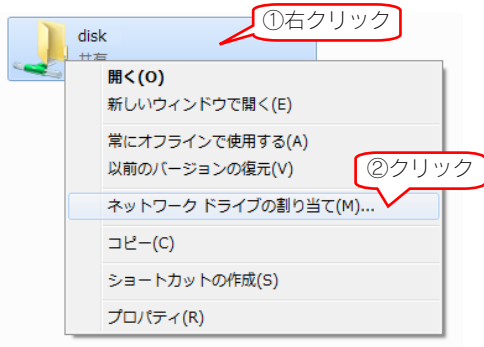 ①右クリック
disk
共有
開く(O)
新しいウィンドウで開く(E)
常にオフラインで使用する(A)
以前のバージョンの復元(V)
②クリック
ネットワーク ドライブの割り当て(M)...
コピー(C)
ショートカットの作成(S)
プロパティ(R)